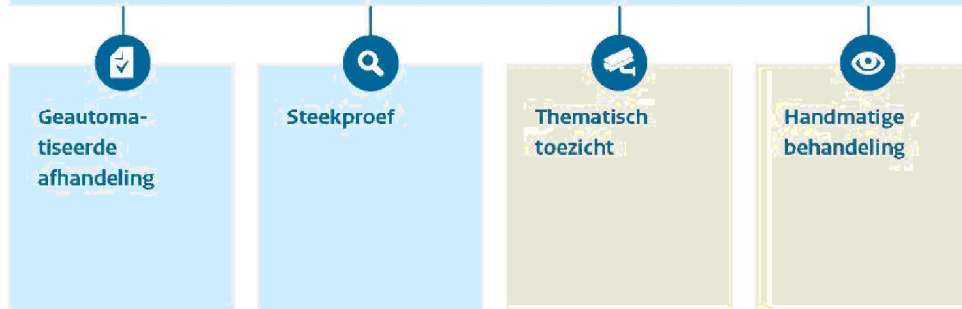 Geautoma-
tiseerde
afhandeling
Steekproef
Thematisch
toezicht
Handmatige
behandeling